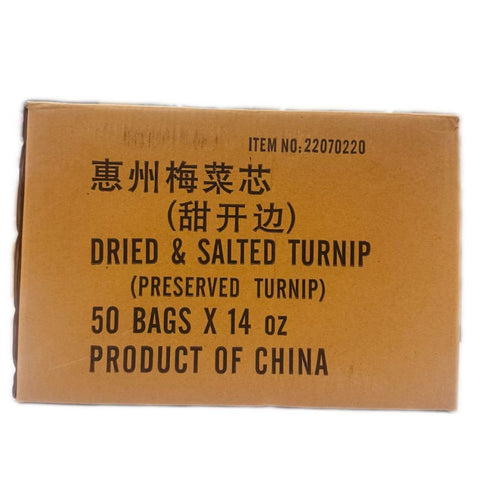 ITEM NO: 22070220
惠州梅菜芯
(甜开边)
DRIED & SALTED TURNIP
(PRESERVED TURNIP)
50 BAGS X 14 oz
PRODUCT OF CHINA